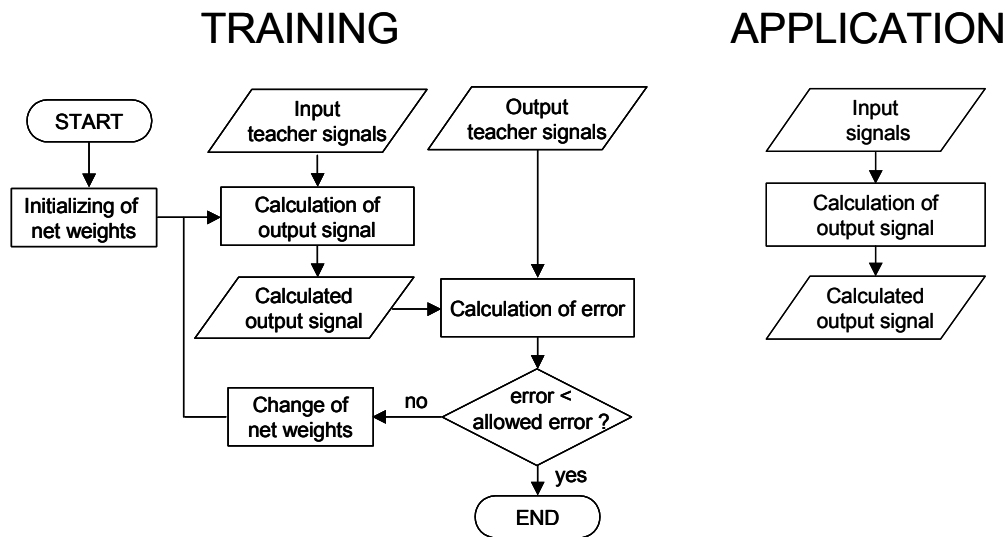 TRAINING
APPLICATION
START
Input
teacher signals
Output
teacher signals
Input
signals
Initializing of
net weights
Calculation of
output signal
Calculation of
output signal
Calculated
output signal
Calculation of error
Calculated
output signal
Change of
net weights
no
error <
allowed error ?
yes
END